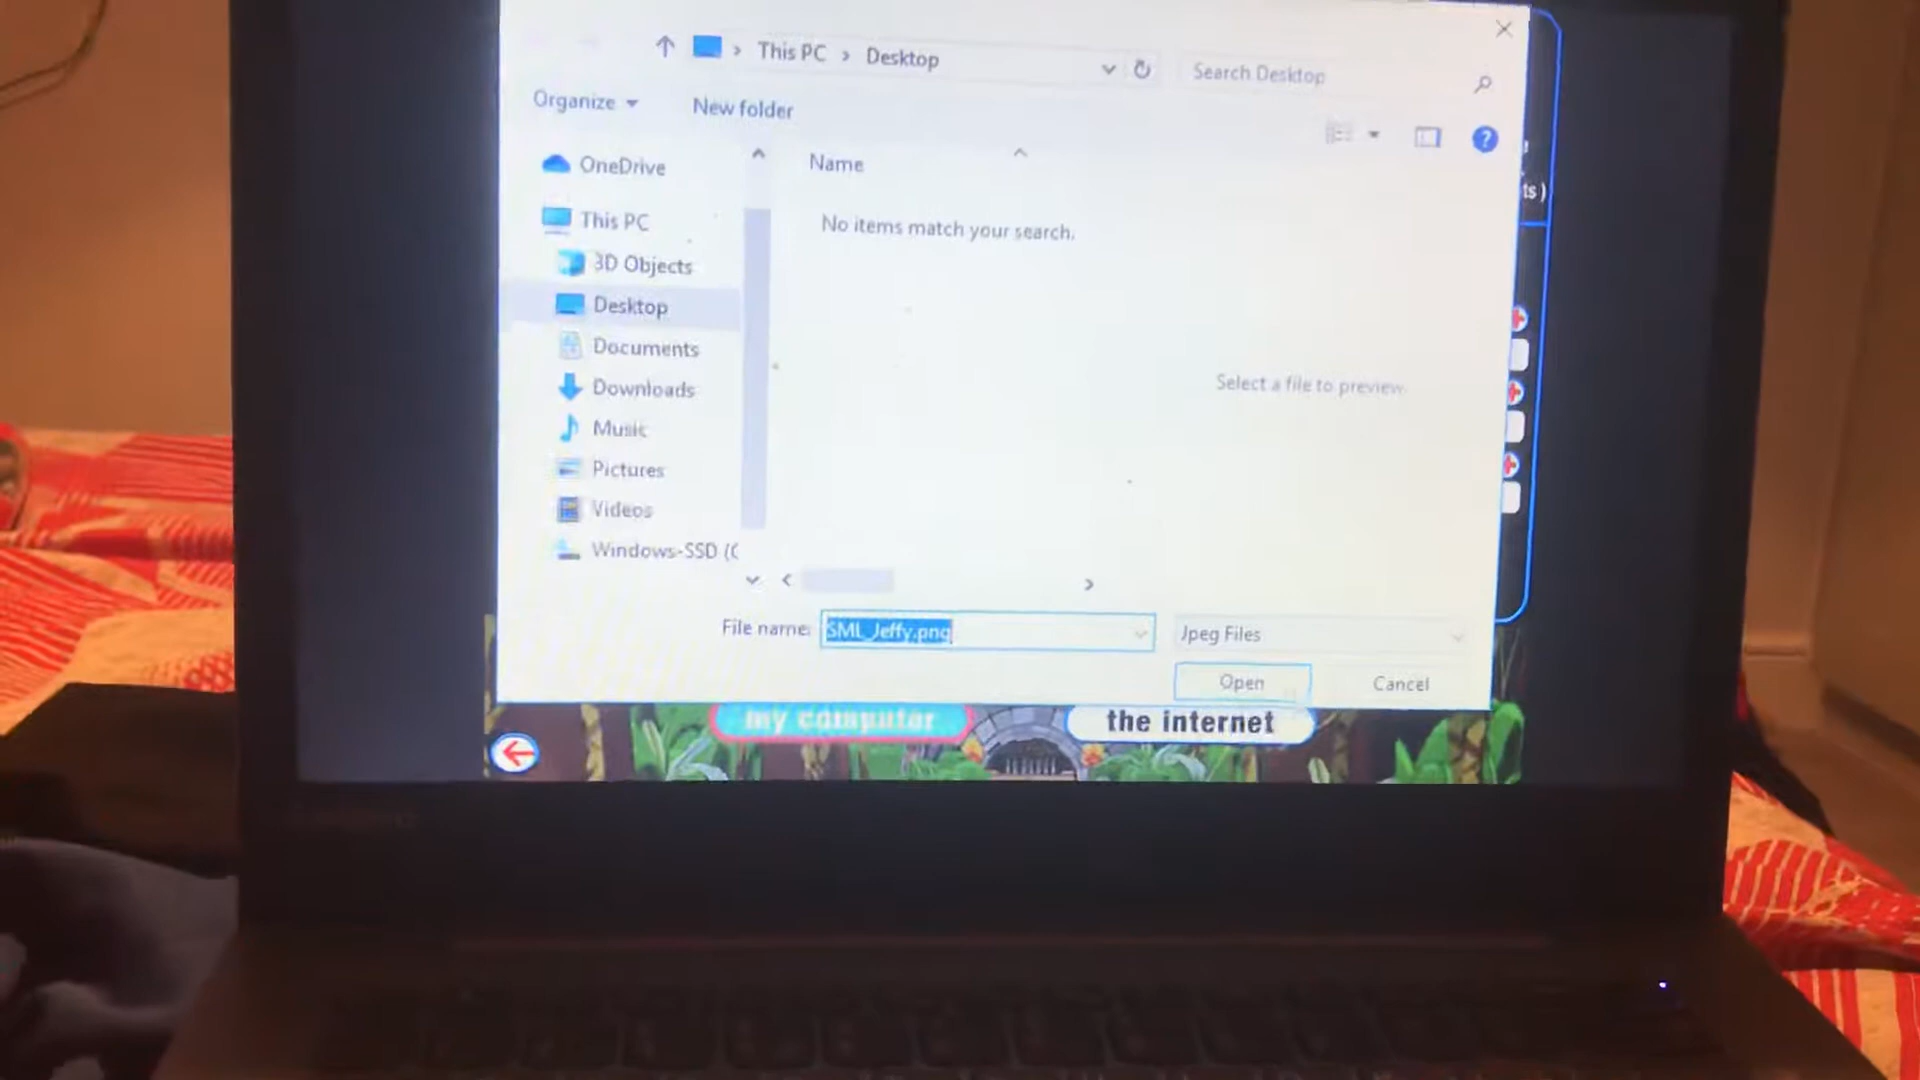 This PC > Desktop
Search Desktop
Organize
New folder
OneDrive
This PC
3D Objects
Desktop
Documents
Downloads
Music
Pictures
Videos
Windows-SSD (C
Name
No items match your search.
Select a file to preview.
File name:
SML_Jeffy.png
Jpeg Files
Open
Cancel
ts )
my computer
the internet